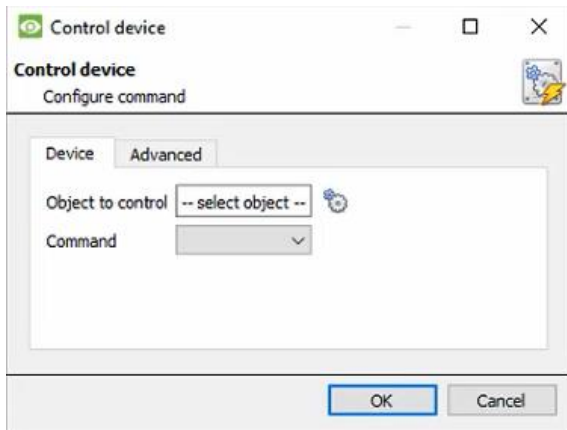 Control device
Control device
Configure command
Device Advanced
Object to control -- select object --
Command
OK Cancel